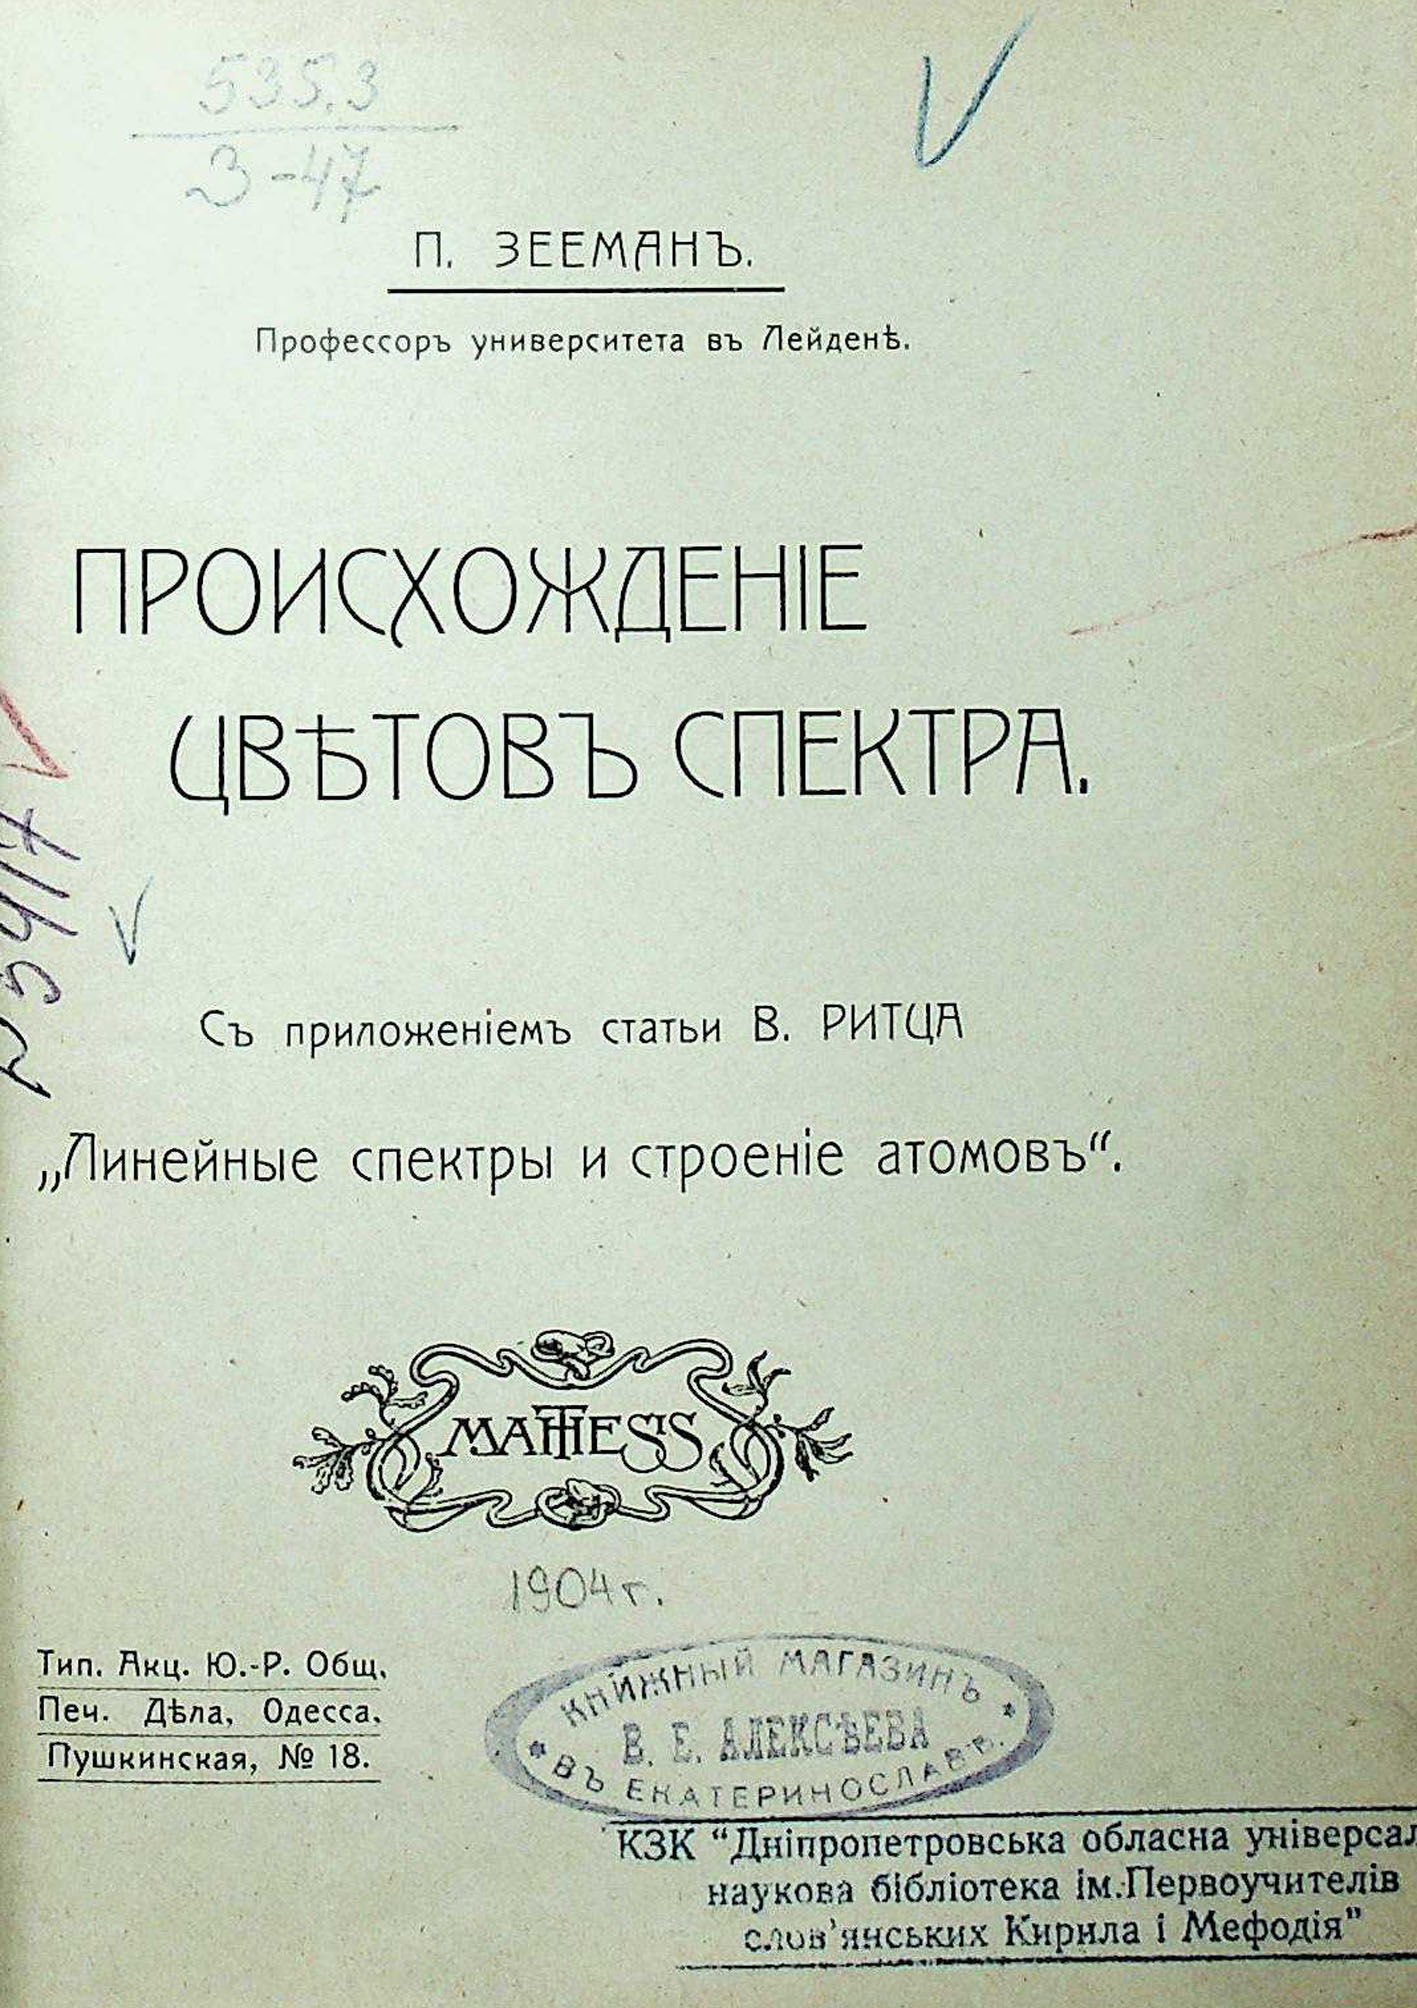 535.3
З-47
П. ЗЕЕМАНЪ.
Профессоръ университета въ Лейденѣ.
ПРОИСХОЖДЕНІЕ
ЦВѢТОВЪ СПЕКТРА.
Съ приложеніемъ статьи В. РИТЦА
„Линейные спектры и строеніе атомовъ“.
MATHESIS
1904 г.
Тип. Акц. Ю.-Р. Общ.
Печ. Дѣла, Одесса.
Пушкинская, № 18.
КНИЖНЫЙ МАГАЗИНЪ
В. Е. АЛЕКСѢЕВА
* ВЪ ЕКАТЕРИНОСЛАВѢ. *
КЗК “Дніпропетровська обласна універсал
наукова бібліотека ім.Первоучителів
слов'янських Кирила і Мефодія”